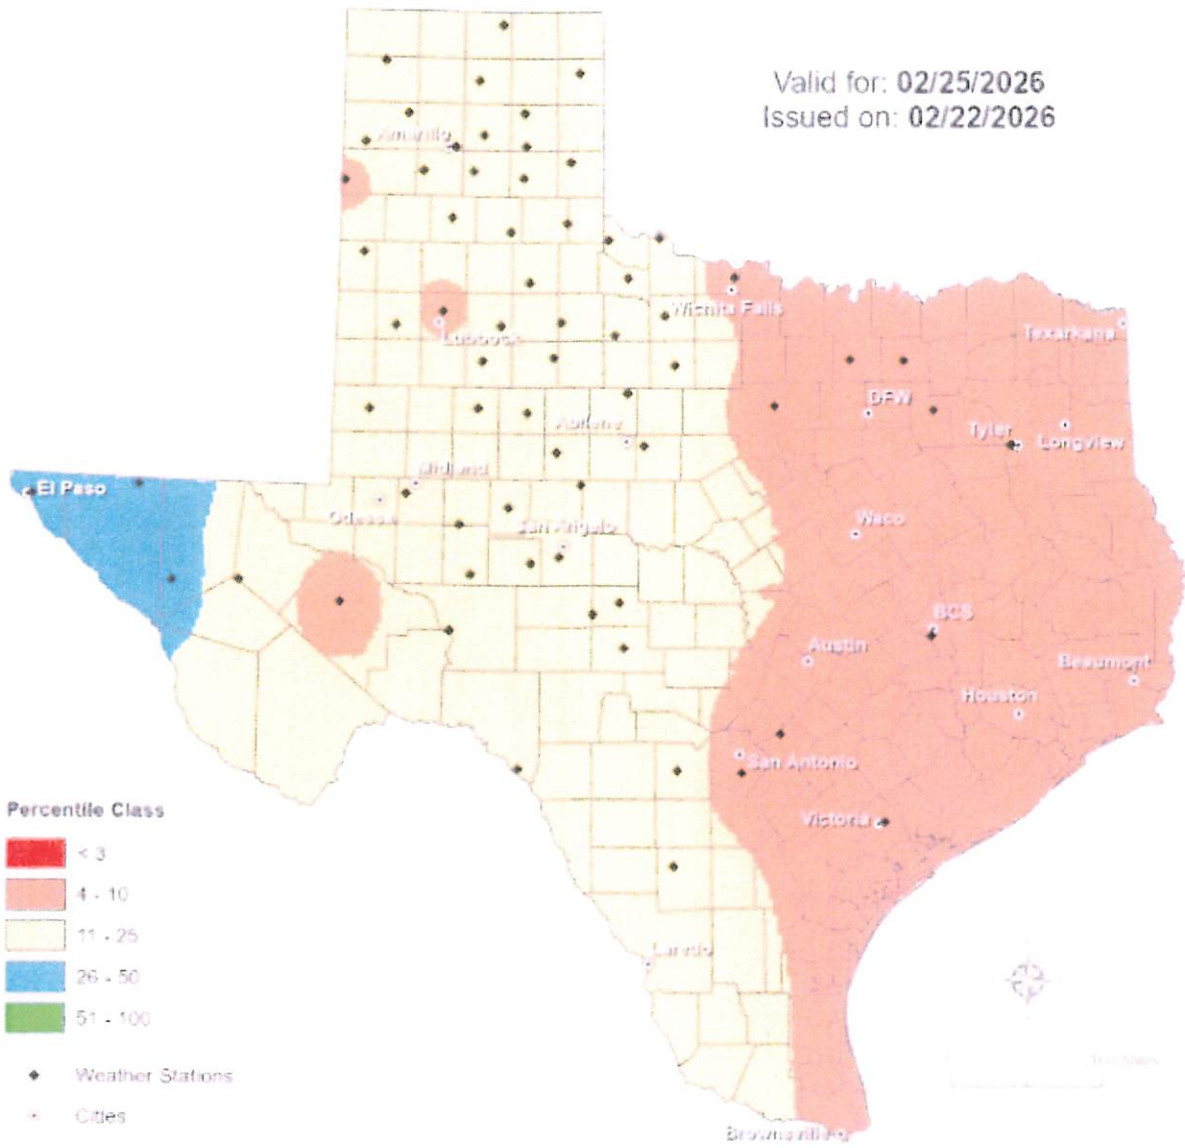 Valid for: 02/25/2026
Issued on: 02/22/2026
Amarillo
Wichita Falls
Texarkana
Lubbock
DFW
Abilene
Tyler
Longview
Midland
El Paso
Odessa
San Angelo
Waco
BCS
Austin
Beaumont
Houston
San Antonio
Victoria
Percentile Class
< 3
4 - 10
11 - 25
26 - 50
51 - 100
Laredo
Weather Stations
Cities
Brownsville